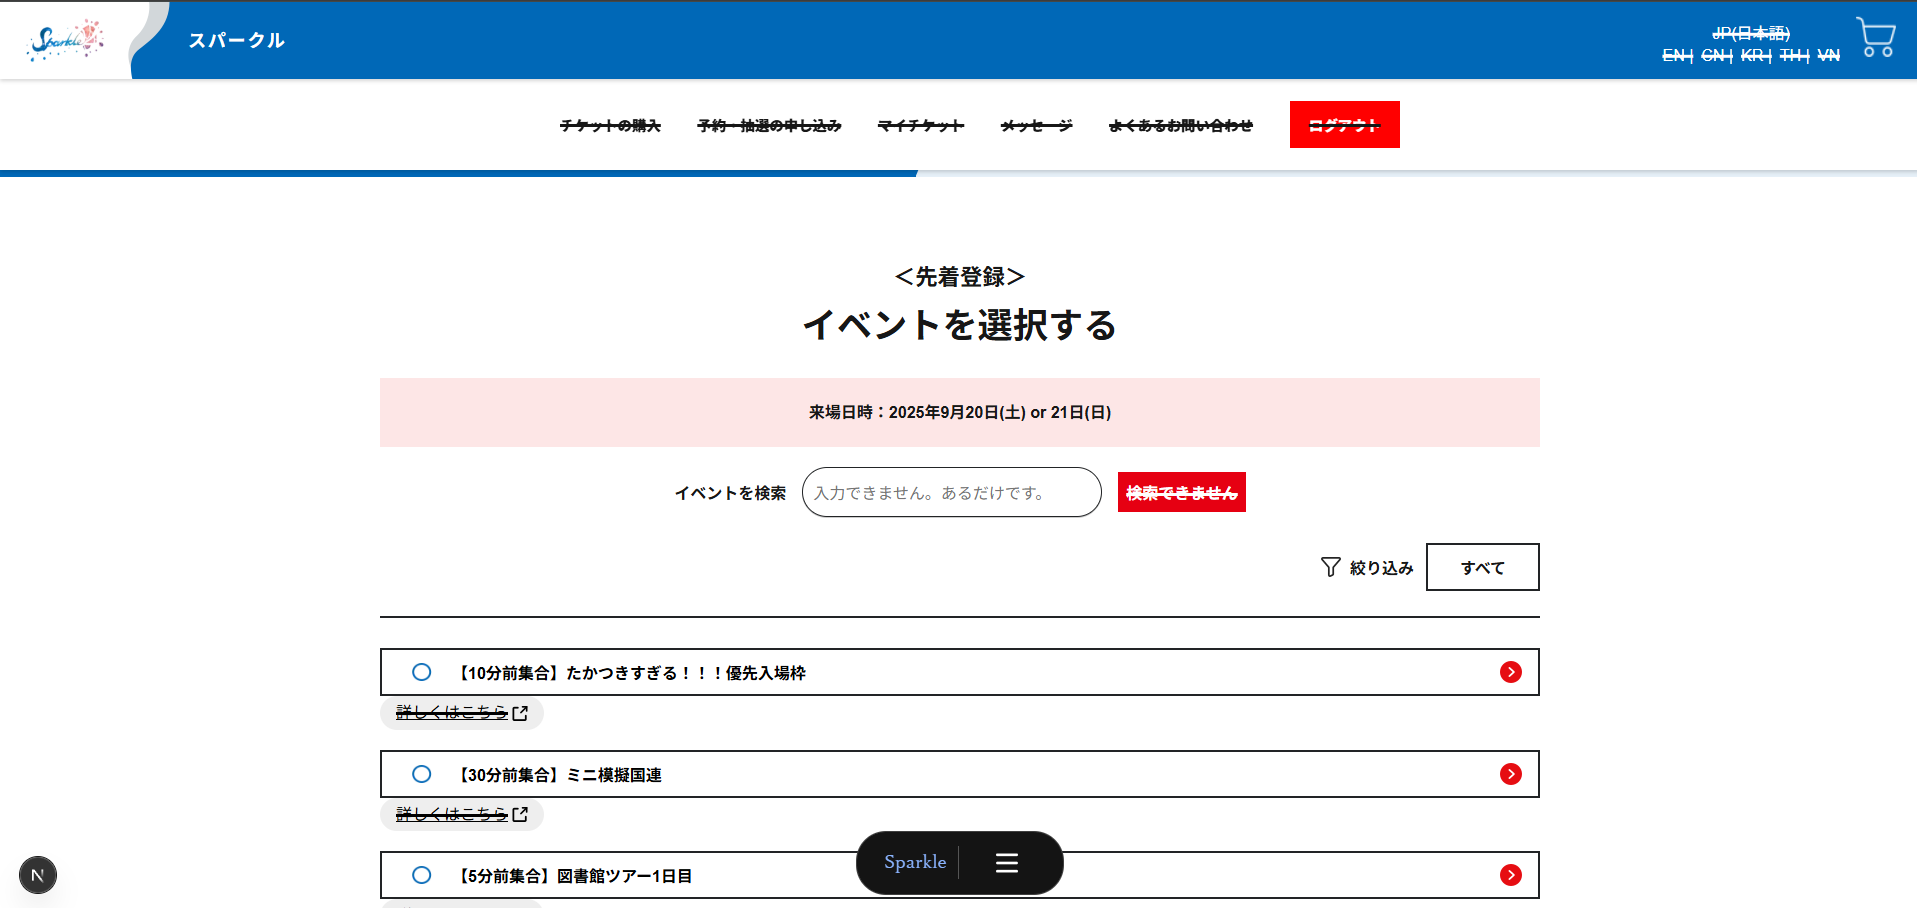 Sparkle
スパークル
JP(日本語)
EN | CN | KR | TH | VN
チケットの購入 予約・抽選の申し込み マイチケット メッセージ よくあるお問い合わせ ログアウト
＜先着登録＞
イベントを選択する
来場日時：2025年9月20日(土) or 21日(日)
イベントを検索 入力できません。あるだけです。 検索できません
絞り込み すべて
【10分前集合】たかつきすぎる！！！優先入場枠
詳しくはこちら
【30分前集合】ミニ模擬国連
詳しくはこちら
【5分前集合】図書館ツアー1日目
Sparkle
N